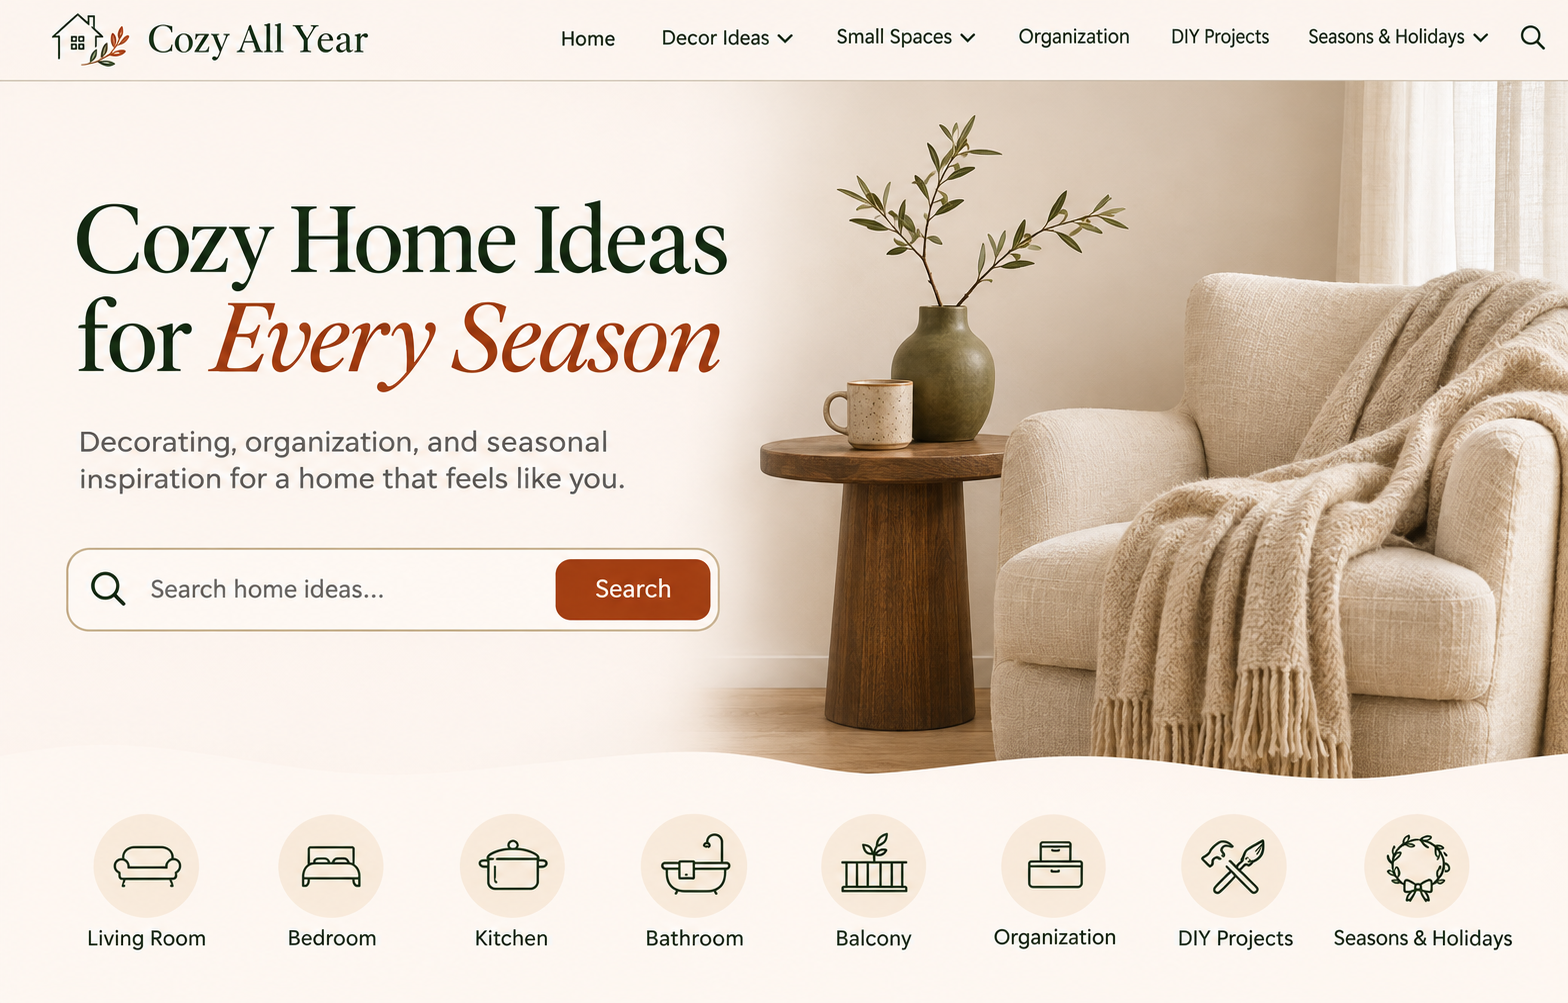 Cozy All Year
Home
Decor Ideas
Small Spaces
Organization
DIY Projects
Seasons & Holidays
Cozy Home Ideas
for Every Season
Decorating, organization, and seasonal
inspiration for a home that feels like you.
Search home ideas...
Search
Living Room
Bedroom
Kitchen
Bathroom
Balcony
Organization
DIY Projects
Seasons & Holidays